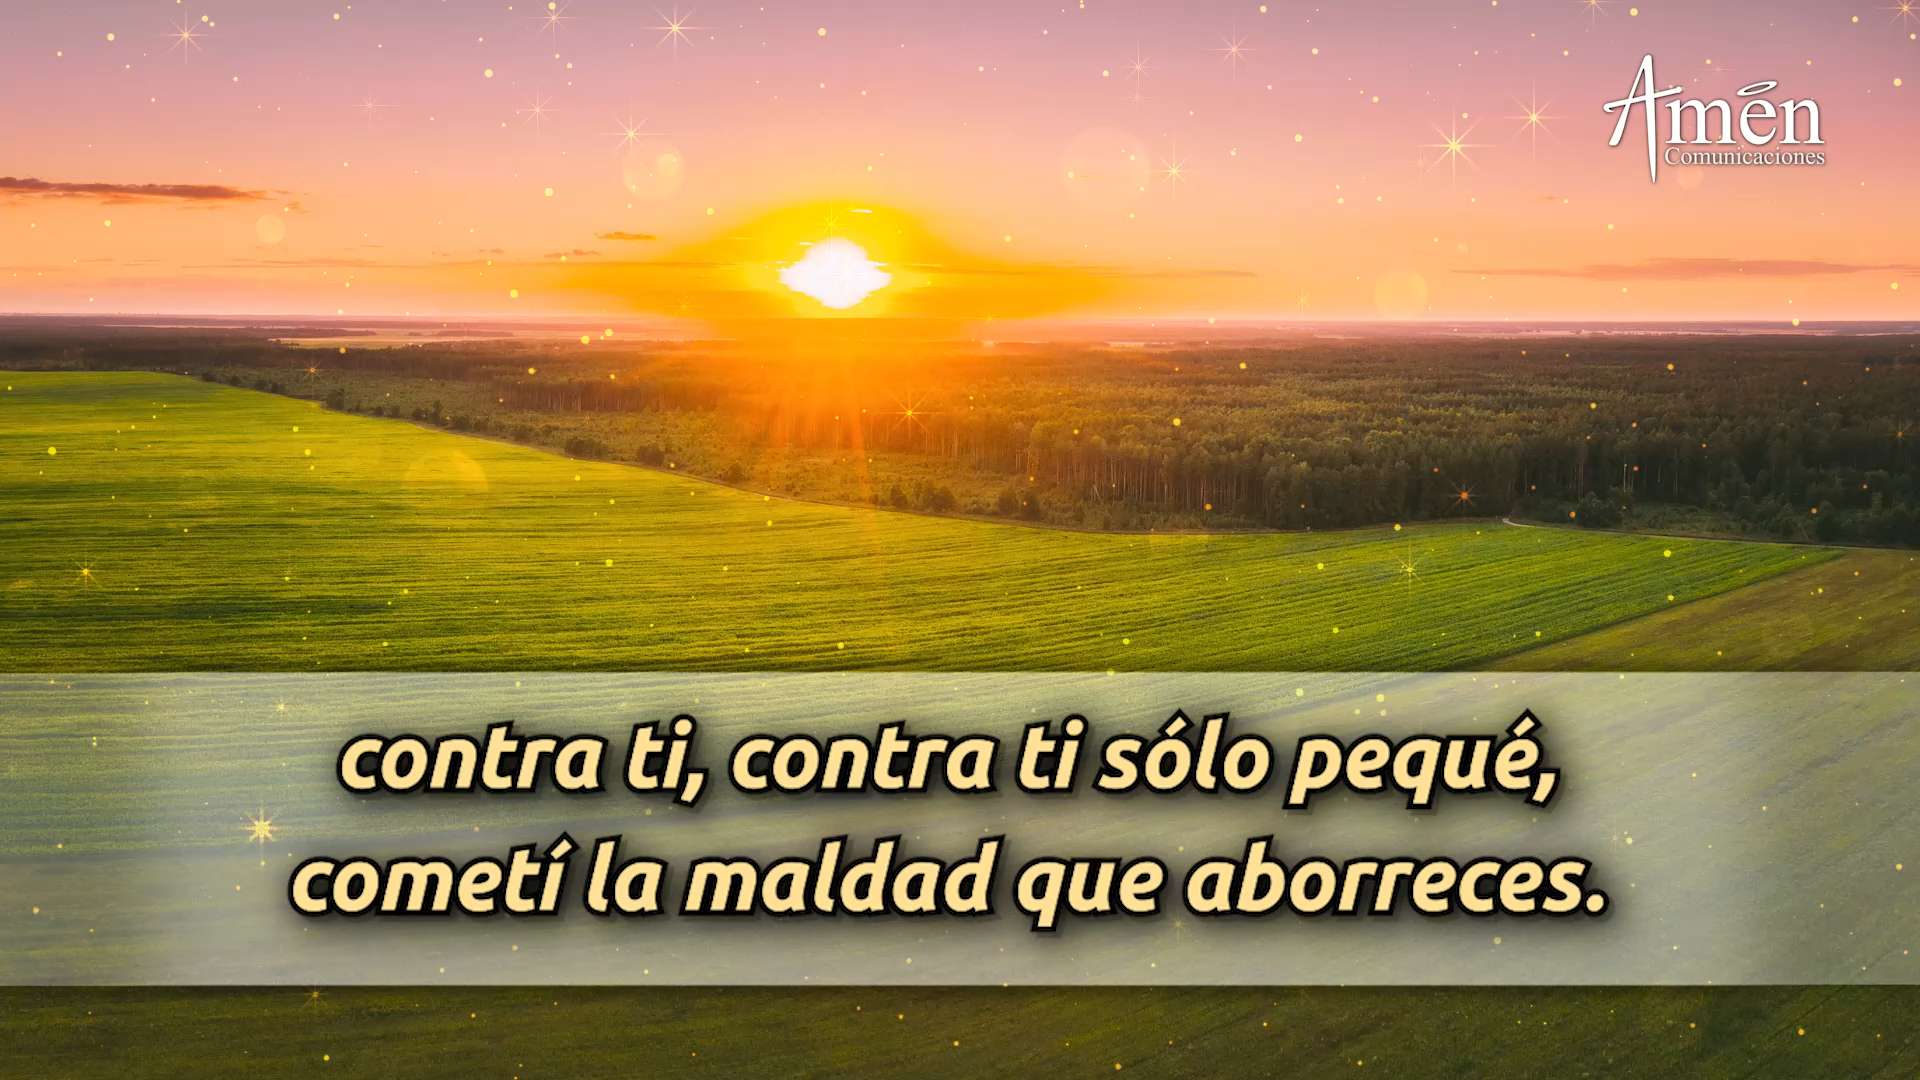 Amén
Comunicaciones
contra ti, contra ti sólo pequé,
cometí la maldad que aborreces.